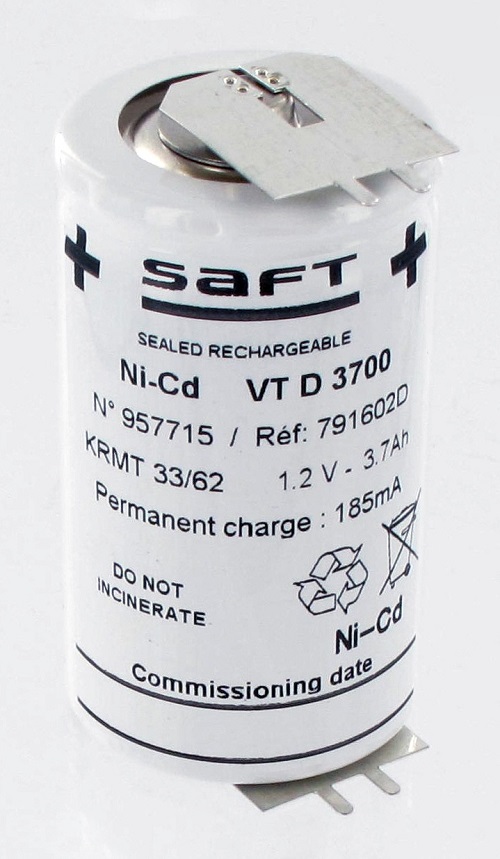 + SAFT +
SEALED RECHARGEABLE
Ni-Cd VT D 3700
N° 957715 / Réf: 791602D
KRMT 33/62 1.2 V - 3.7Ah
Permanent charge : 185mA
DO NOT
INCINERATE
Ni-Cd
Commissioning date